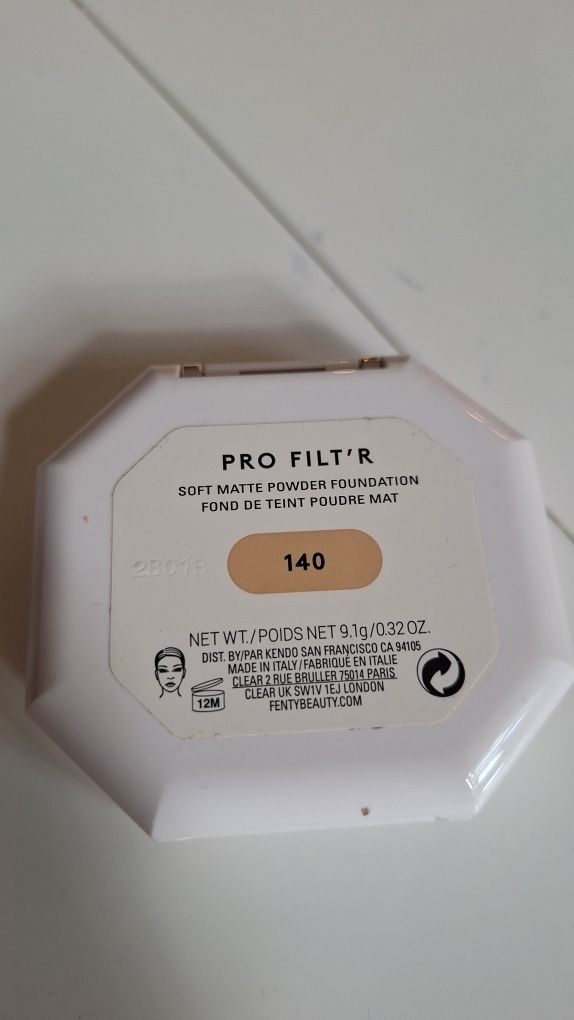 PRO FILT'R
SOFT MATTE POWDER FOUNDATION
FOND DE TEINT POUDRE MAT
2B01B
140
NET WT./POIDS NET 9.1g/0.32 OZ.
DIST. BY/PAR KENDO SAN FRANCISCO CA 94105
MADE IN ITALY/FABRIQUÉ EN ITALIE
CLEAR 2 RUE BRULLER 75014 PARIS
CLEAR UK SW1V 1EJ LONDON
FENTYBEAUTY.COM
12M